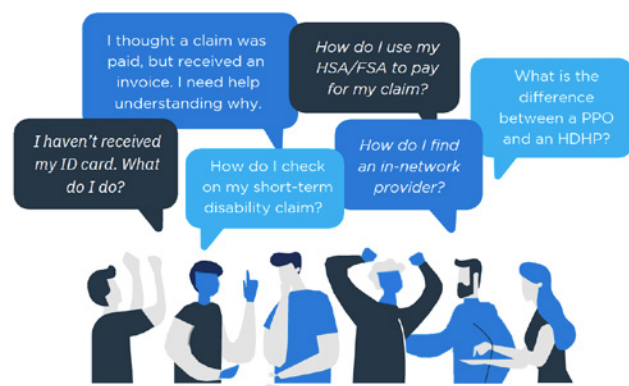 I thought a claim was
paid, but received an
invoice. I need help
understanding why.
How do I use my
HSA/FSA to pay
for my claim?
What is the
difference
between a PPO
and an HDHP?
I haven't received
my ID card. What
do I do?
How do I check
on my short-term
disability claim?
How do I find
an in-network
provider?